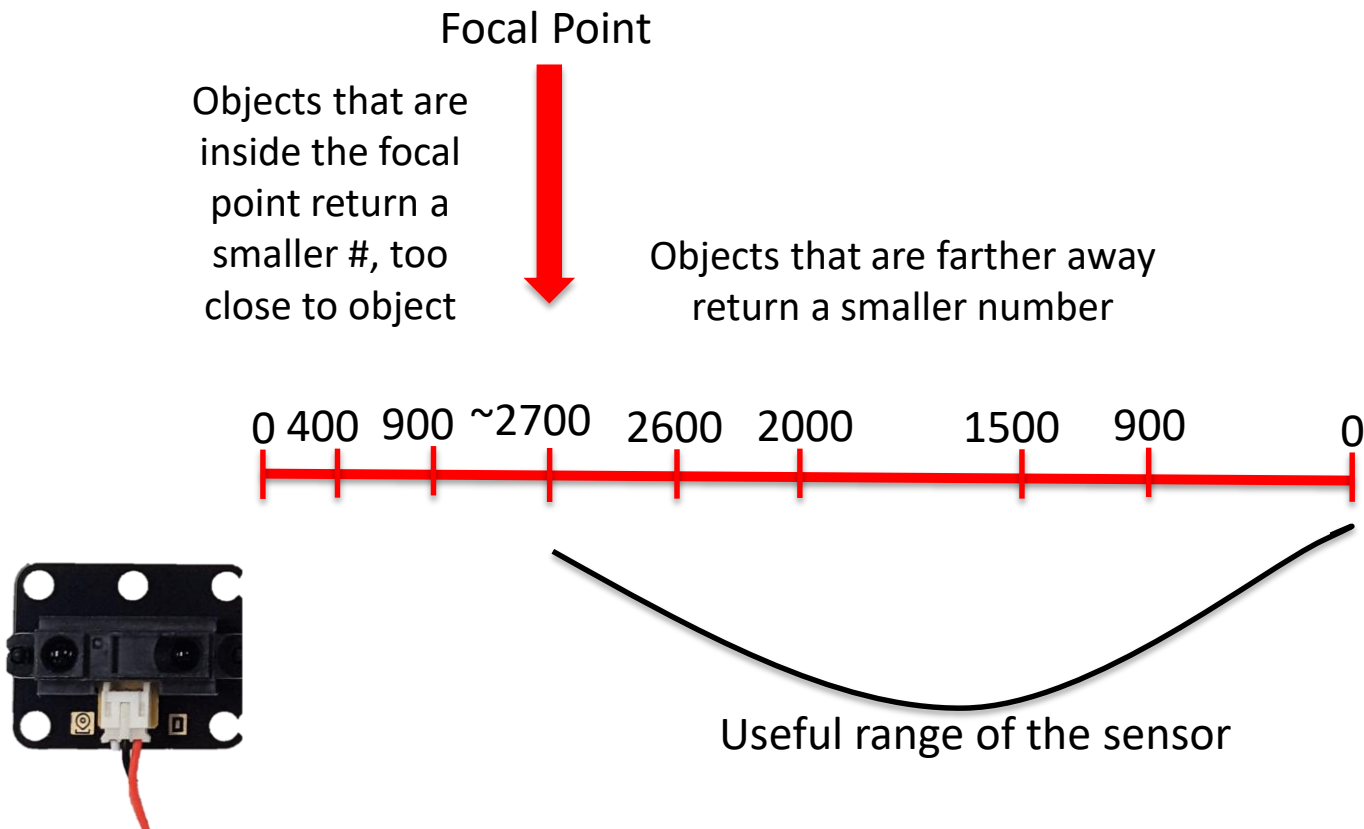 Focal Point
Objects that are
inside the focal
point return a
smaller #, too
close to object
Objects that are farther away
return a smaller number
0 400 900 ~2700 2600 2000 1500 900 0
Useful range of the sensor